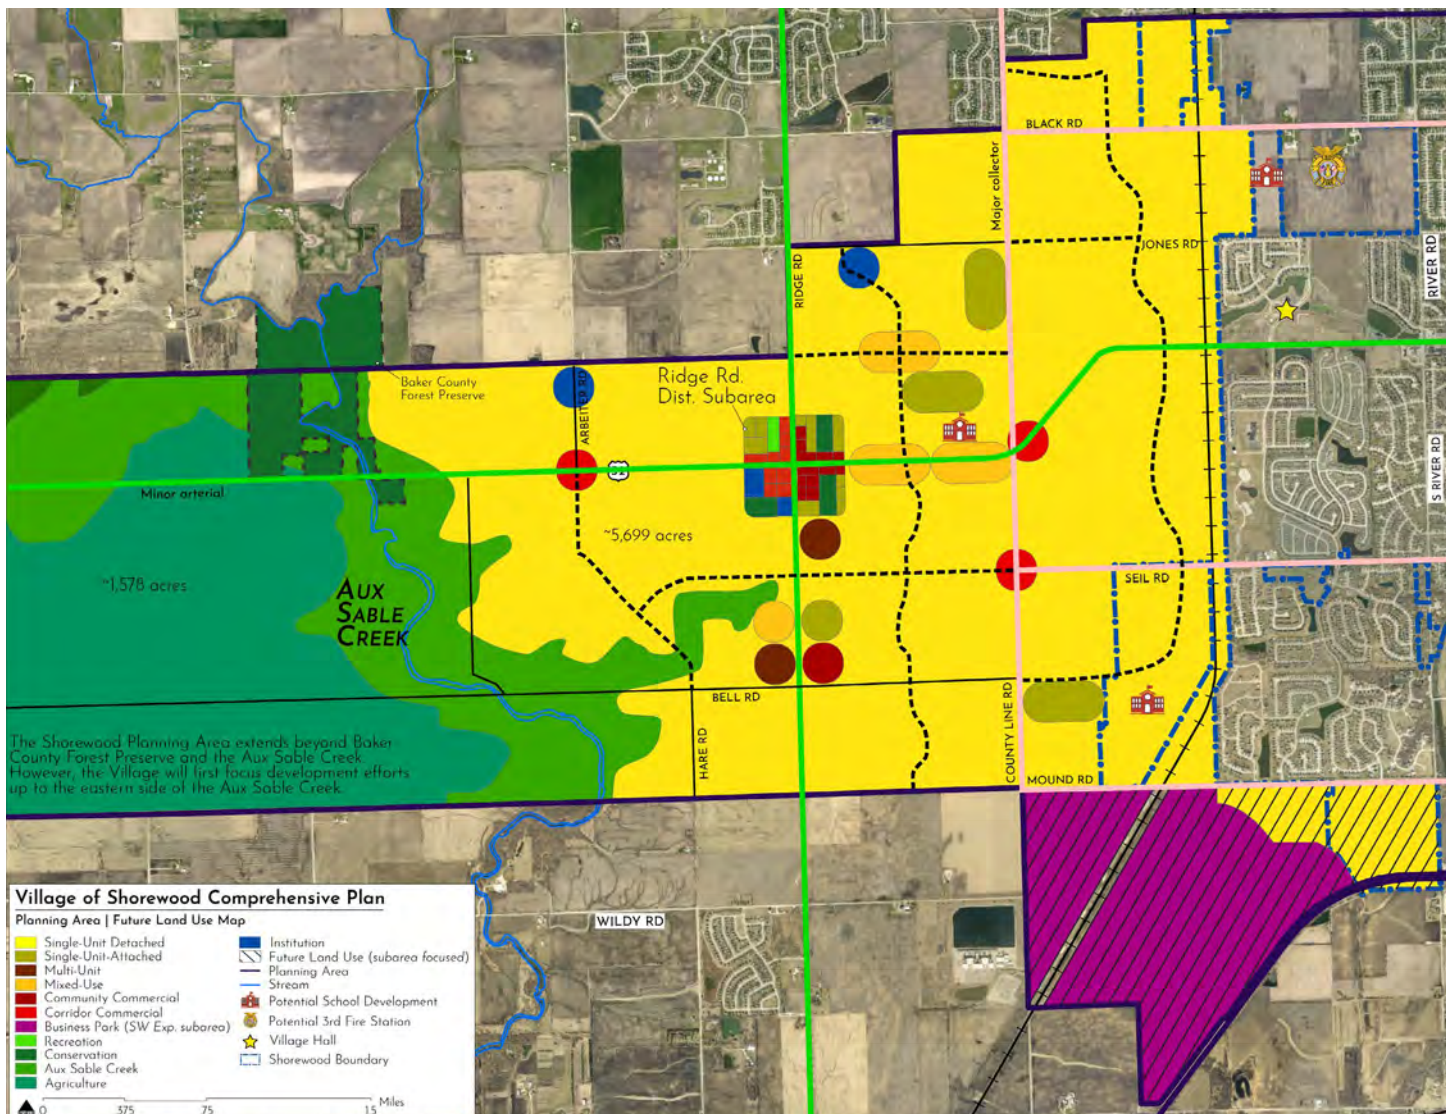 BLACK RD
Major collector
JONES RD
RIDGE RD
RIVER RD
Baker County
Forest Preserve
ARBEITER RD
Ridge Rd.
Dist. Subarea
52
Minor arterial
S RIVER RD
~5,699 acres
~1,578 acres
AUX
SABLE
CREEK
SEIL RD
BELL RD
HARE RD
COUNTY LINE RD
MOUND RD
The Shorewood Planning Area extends beyond Baker
County Forest Preserve and the Aux Sable Creek.
However, the Village will first focus development efforts
up to the eastern side of the Aux Sable Creek.
WILDY RD
Village of Shorewood Comprehensive Plan
Planning Area | Future Land Use Map
Single-Unit Detached
Single-Unit-Attached
Multi-Unit
Mixed-Use
Community Commercial
Corridor Commercial
Business Park (SW Exp. subarea)
Recreation
Conservation
Aux Sable Creek
Agriculture
Institution
Future Land Use (subarea focused)
Planning Area
Stream
Potential School Development
Potential 3rd Fire Station
Village Hall
Shorewood Boundary
0 .375 .75 1.5 Miles